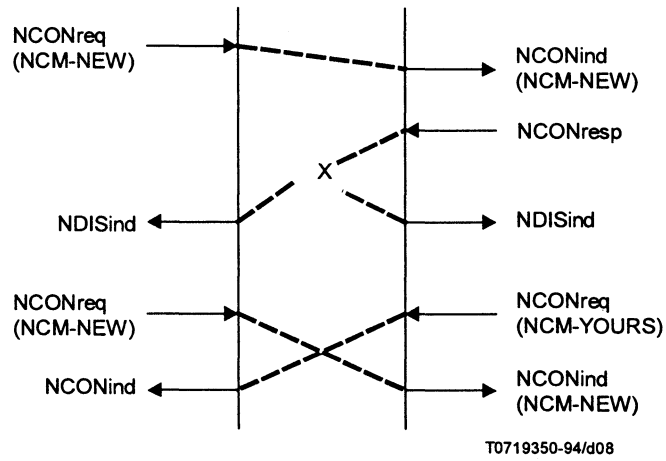 NCONreq
(NCM-NEW)
NCONind
(NCM-NEW)
NCONresp
X
NDISind
NDISind
NCONreq
(NCM-NEW)
NCONreq
(NCM-YOURS)
NCONind
NCONind
(NCM-NEW)
T0719350-94/d08